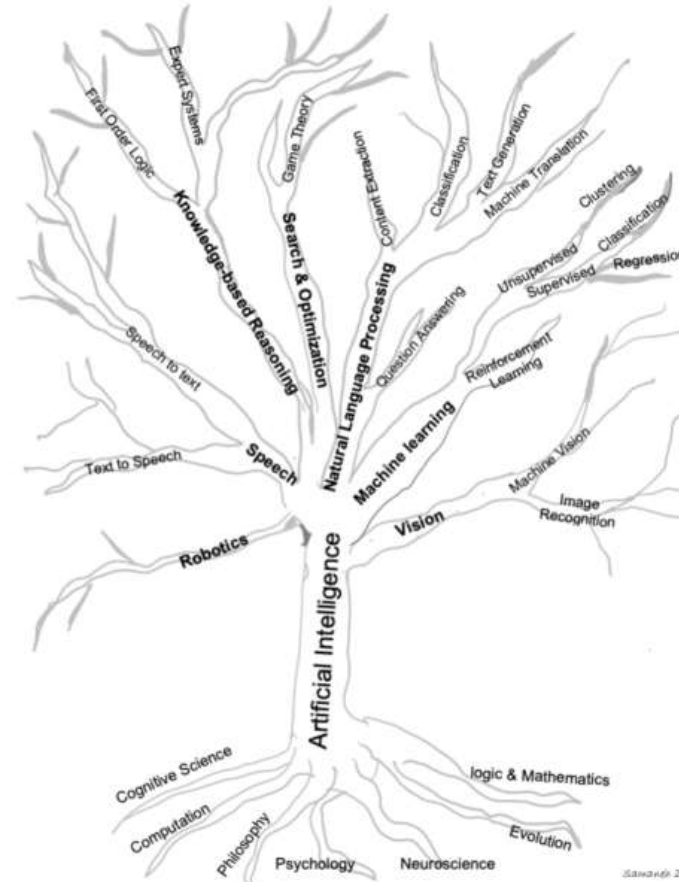 Expert Systems
First Order Logic
Game Theory
Content Extraction
Classification
Text Generation
Machine Translation
Clustering
Classification
Regression
Unsupervised
Supervised
Knowledge-based Reasoning
Search & Optimization
Natural Language Processing
Question Answering
Reinforcement
Learning
Machine learning
Speech to text
Speech
Text to Speech
Machine Vision
Image
Recognition
Vision
Robotics
Artificial Intelligence
Cognitive Science
Computation
Philosophy
Psychology
Neuroscience
Evolution
logic & Mathematics
Samaneh